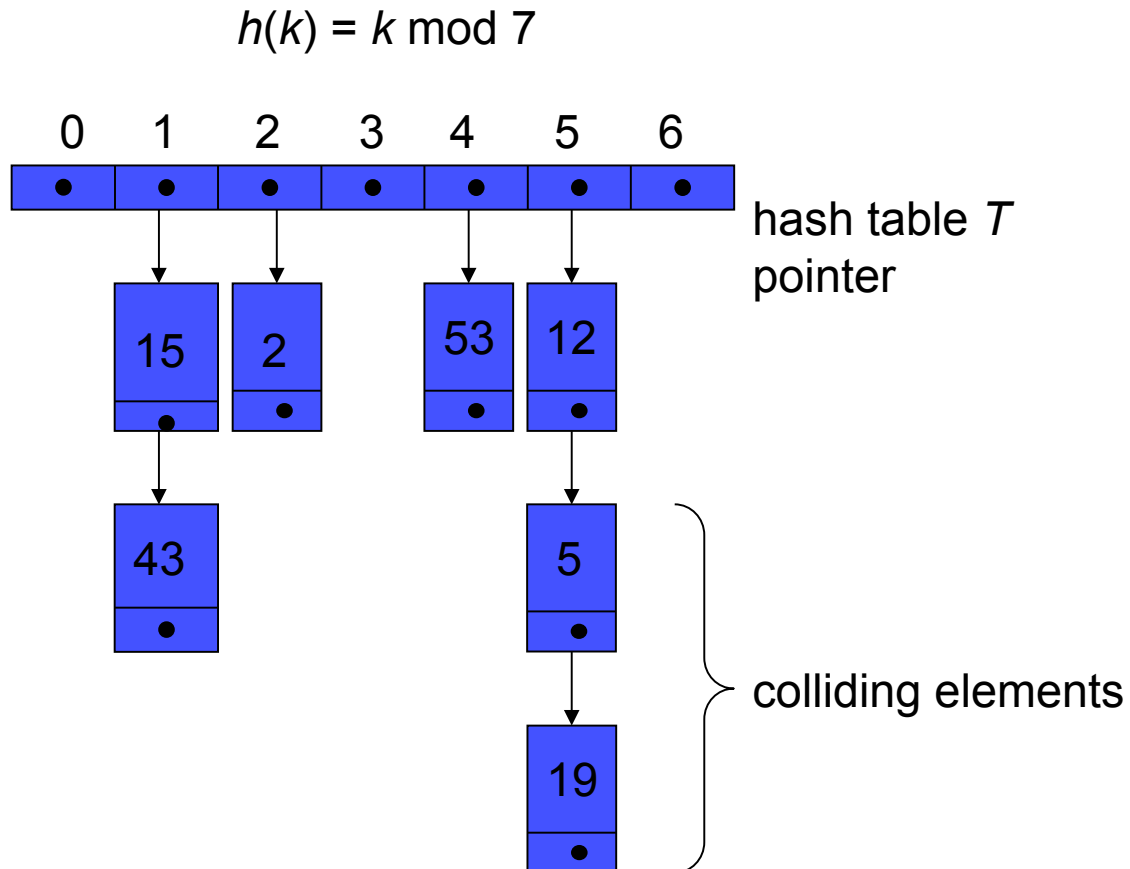 h(k) = k mod 7
0 1 2 3 4 5 6
hash table T
pointer
15 2 53 12
43 5
colliding elements
19